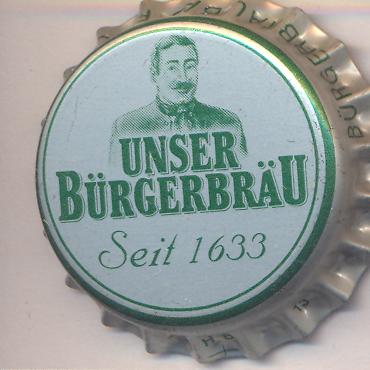 UNSER
BÜRGERBRÄU
Seit 1633